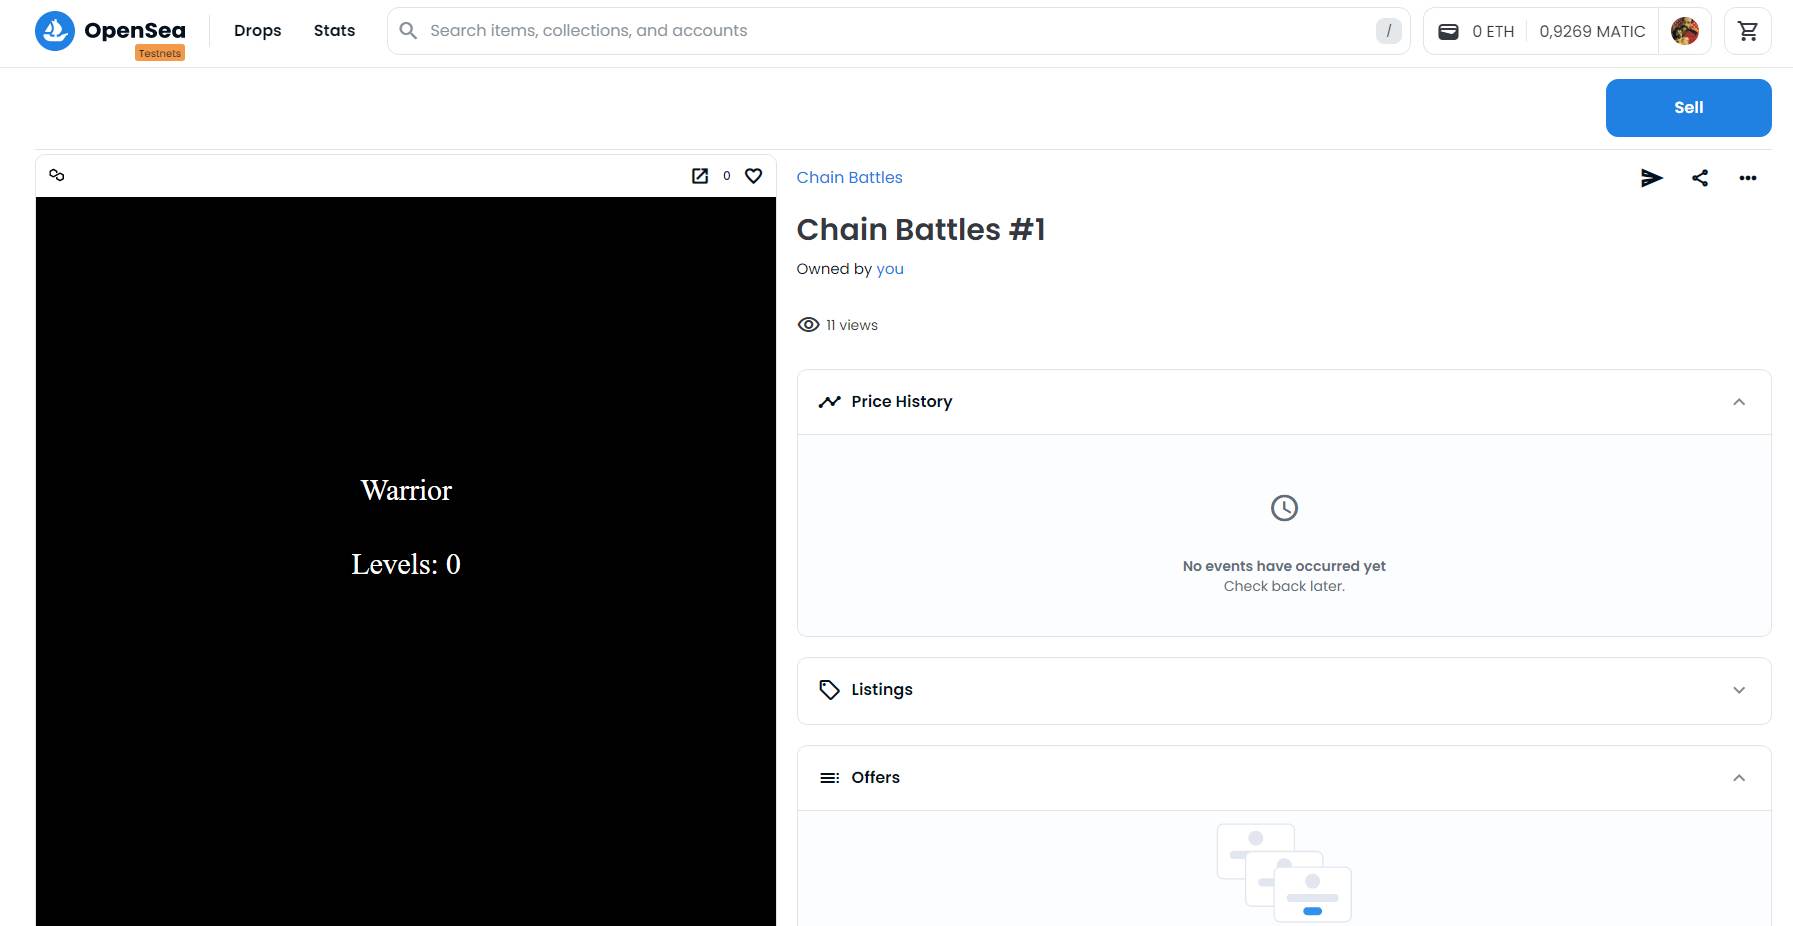 OpenSea
Testnets
Drops
Stats
Search items, collections, and accounts
/
0 ETH
0,9269 MATIC
Sell
0
Warrior
Levels: 0
Chain Battles
Chain Battles #1
Owned by you
11 views
Price History
No events have occurred yet
Check back later.
Listings
Offers